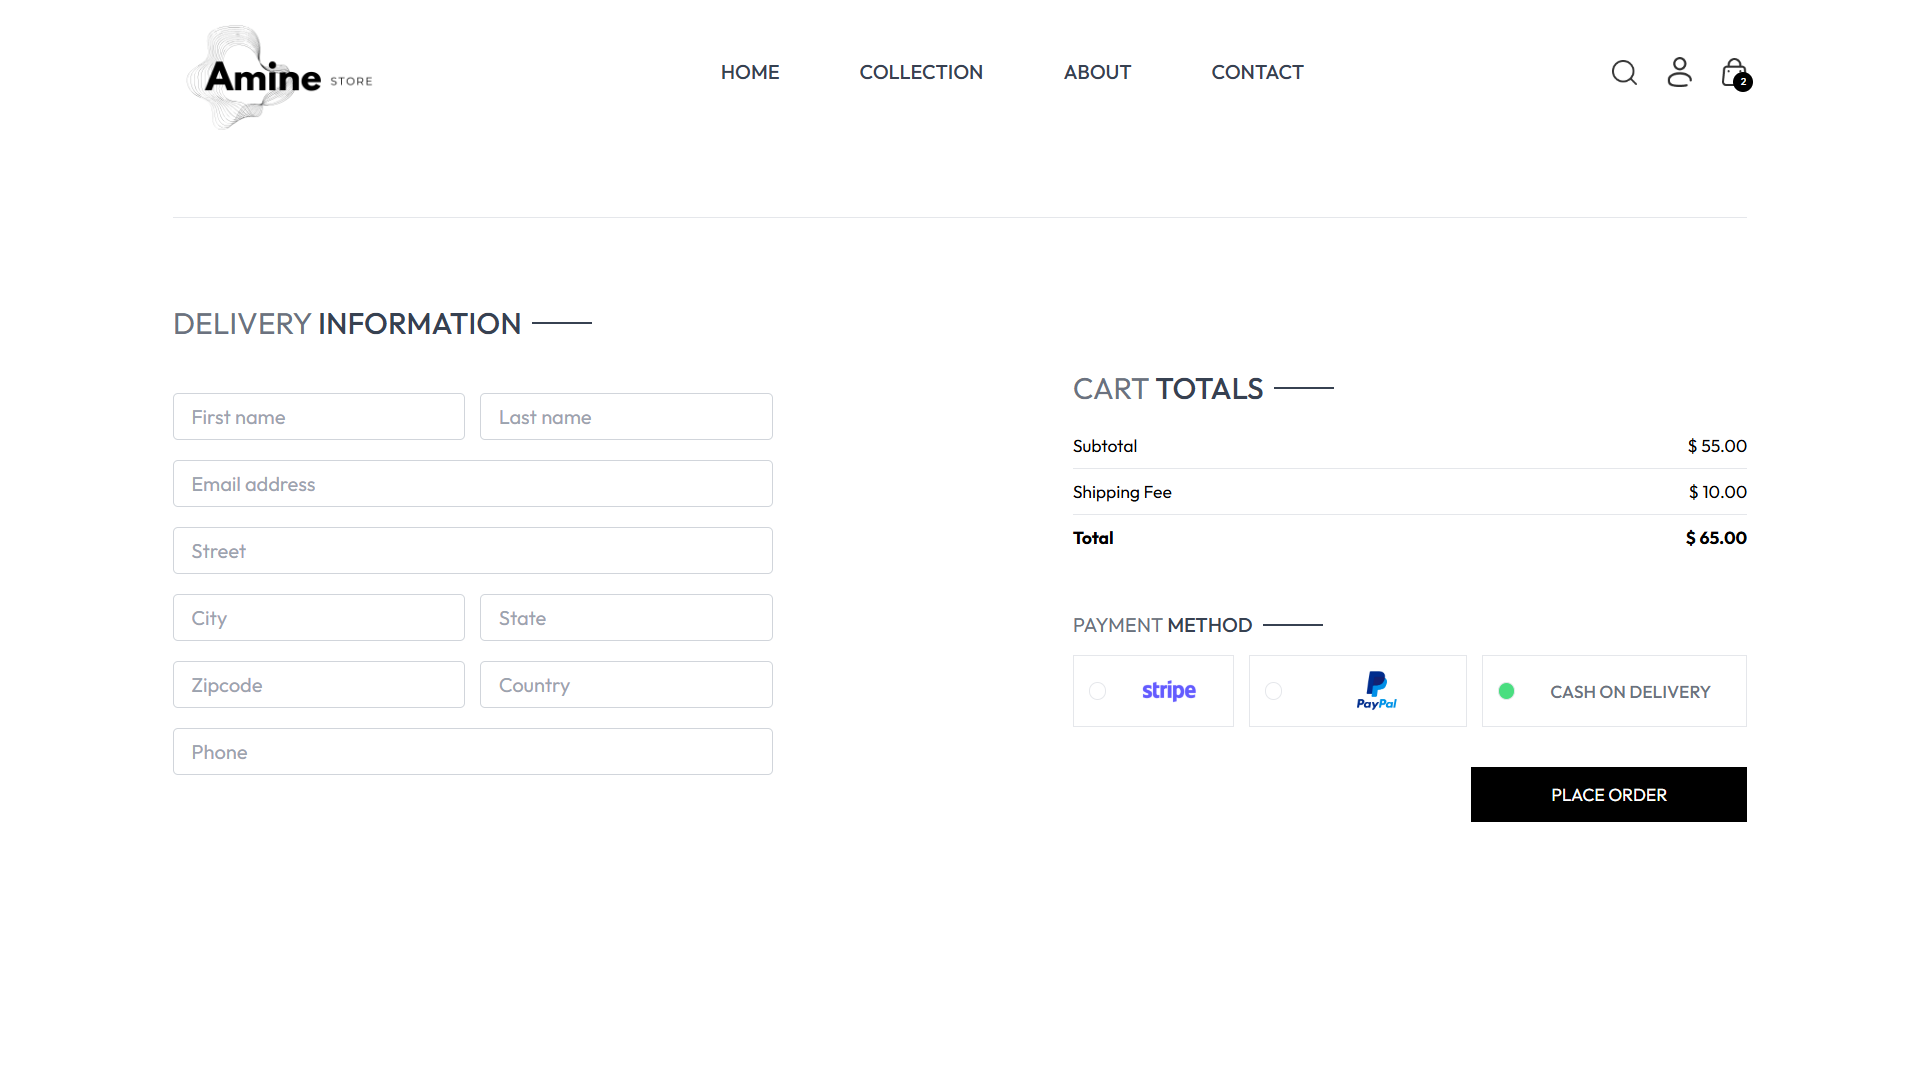 Amine STORE
HOME COLLECTION ABOUT CONTACT
2
DELIVERY INFORMATION
First name Last name
Email address
Street
City State
Zipcode Country
Phone
CART TOTALS
Subtotal $ 55.00
Shipping Fee $ 10.00
Total $ 65.00
PAYMENT METHOD
stripe PayPal CASH ON DELIVERY
PLACE ORDER